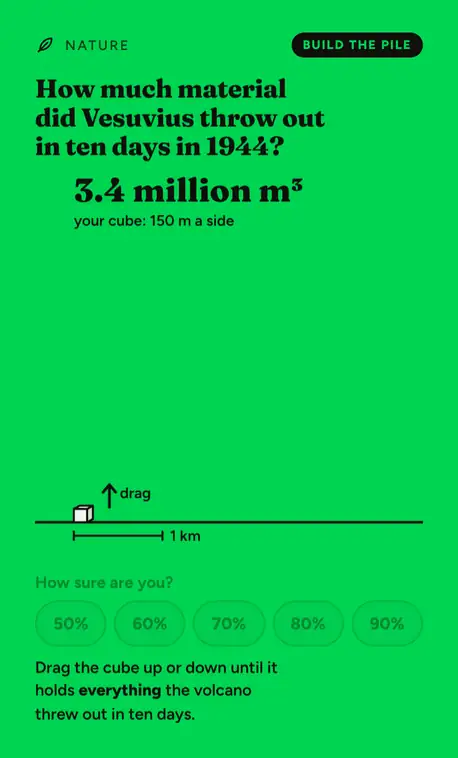 NATURE
BUILD THE PILE
How much material
did Vesuvius throw out
in ten days in 1944?
3.4 million m³
your cube: 150 m a side
drag
1 km
How sure are you?
50% 60% 70% 80% 90%
Drag the cube up or down until it
holds everything the volcano
threw out in ten days.